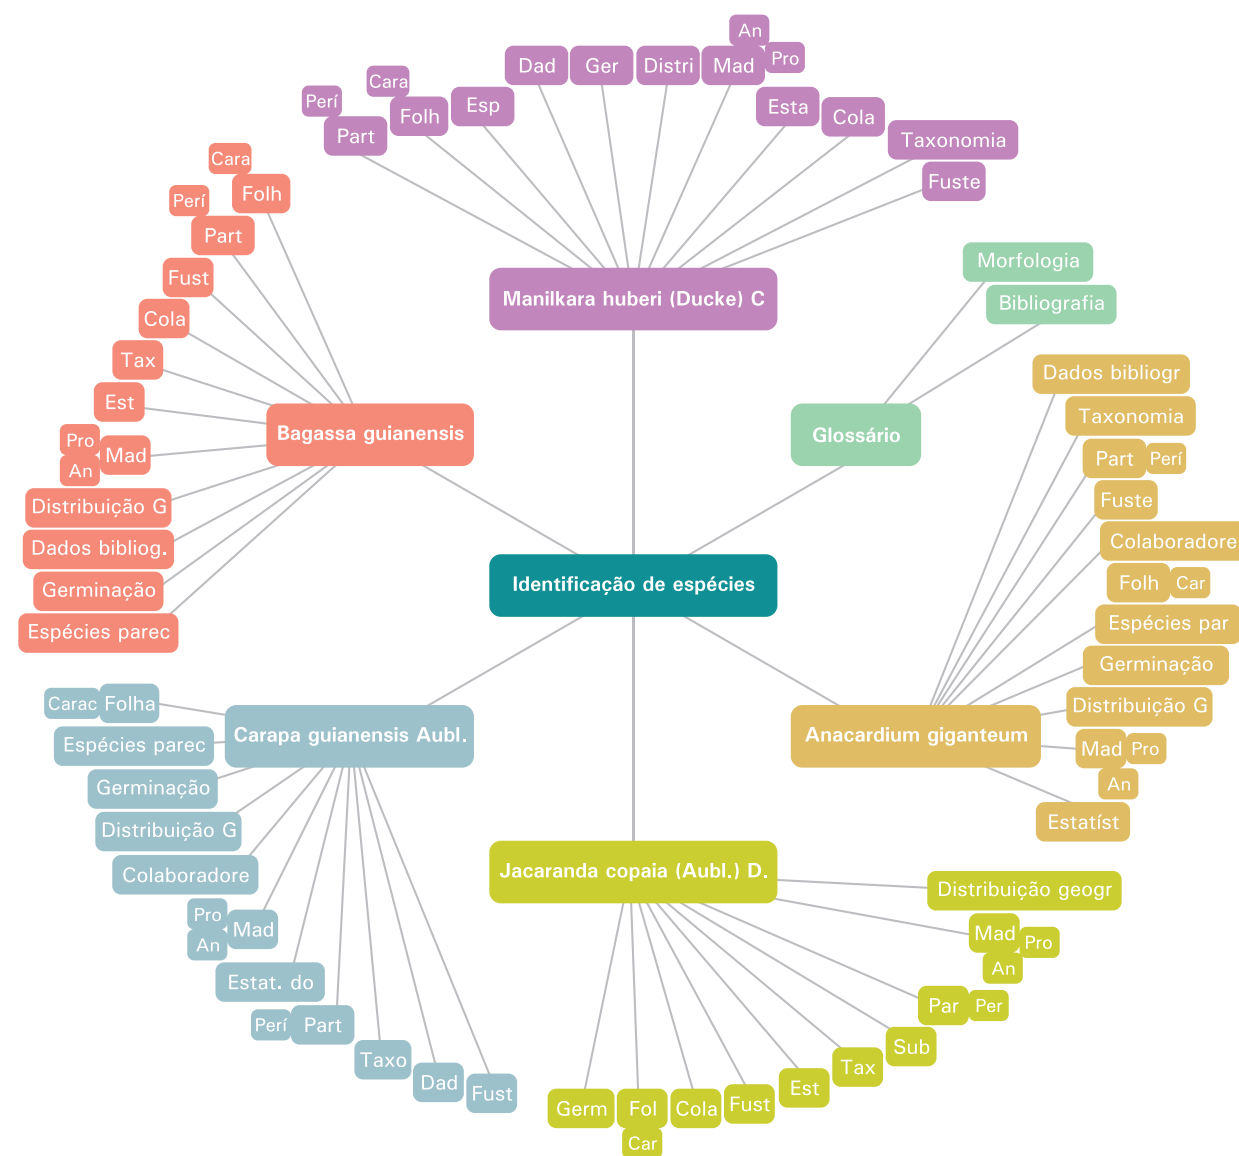 An
Pro
Dad
Ger
Distri
Mad
Cara
Perí
Folh
Esp
Esta
Cola
Part
Taxonomia
Fuste
Manilkara huberi (Ducke) C
Cara
Folh
Perí
Part
Fust
Cola
Tax
Est
Pro
Mad
An
Distribuição G
Dados bibliog.
Germinação
Espécies parec
Bagassa guianensis
Morfologia
Bibliografia
Glossário
Dados bibliogr
Taxonomia
Part
Perí
Fuste
Colaboradore
Folh
Car
Espécies par
Germinação
Distribuição G
Mad
Pro
An
Estatíst
Anacardium giganteum
Identificação de espécies
Carac
Folha
Espécies parec
Germinação
Distribuição G
Colaboradore
Pro
Mad
An
Estat. do
Perí
Part
Taxo
Dad
Fust
Carapa guianensis Aubl.
Jacaranda copaia (Aubl.) D.
Distribuição geogr
Mad
Pro
An
Par
Per
Sub
Tax
Est
Fust
Cola
Fol
Car
Germ